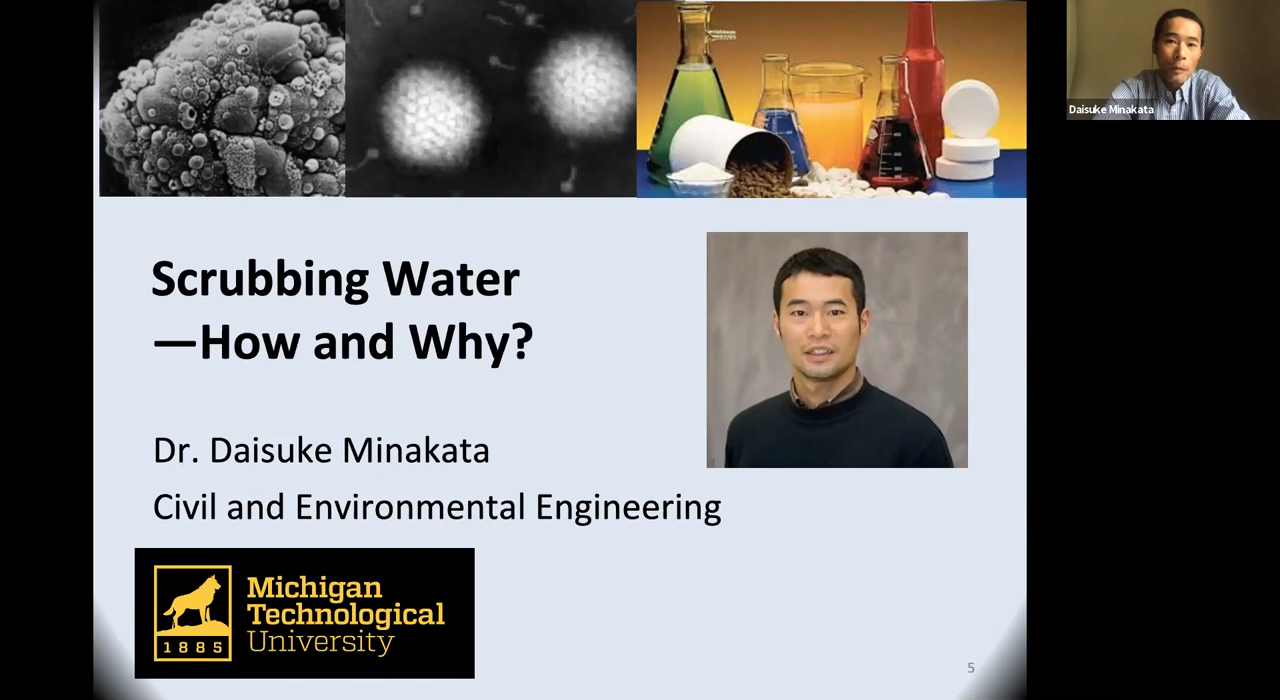 Daisuke Minakata
Scrubbing Water
—How and Why?
Dr. Daisuke Minakata
Civil and Environmental Engineering
Michigan
Technological
University
1885
5